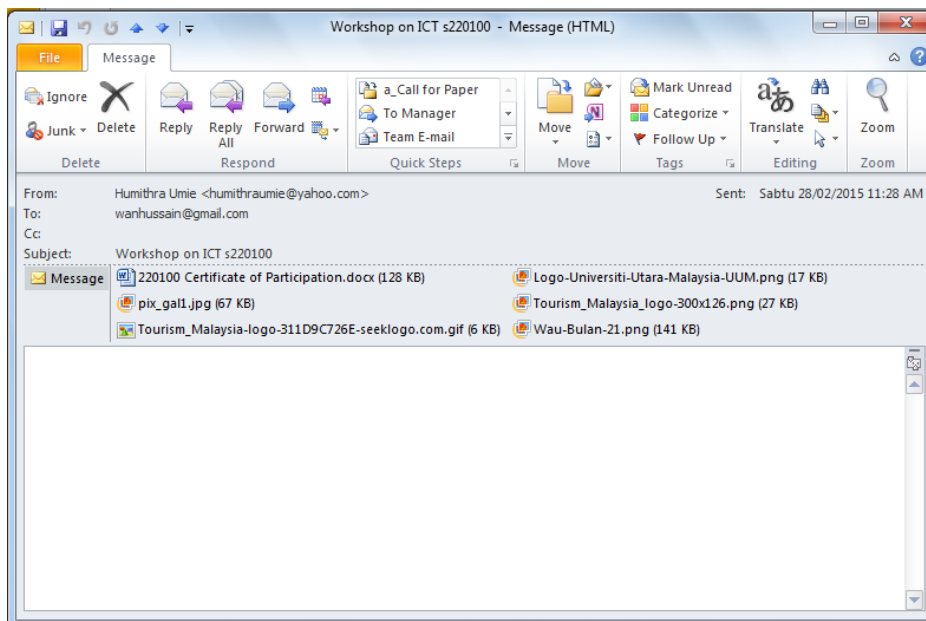 Workshop on ICT s220100 - Message (HTML)
File Message
Ignore
Junk
Delete
Reply
Reply All
Forward
Delete
Respond
a_Call for Paper
To Manager
Team E-mail
Quick Steps
Move
Move
Mark Unread
Categorize
Follow Up
Tags
aあ
Translate
Editing
Zoom
Zoom
From: Humithra Umie <humithraumie@yahoo.com> Sent: Sabtu 28/02/2015 11:28 AM
To: wanhussain@gmail.com
Cc:
Subject: Workshop on ICT s220100
Message 220100 Certificate of Participation.docx (128 KB) Logo-Universiti-Utara-Malaysia-UUM.png (17 KB)
pix_gal1.jpg (67 KB) Tourism_Malaysia_logo-300x126.png (27 KB)
Tourism_Malaysia-logo-311D9C726E-seeklogo.com.gif (6 KB) Wau-Bulan-21.png (141 KB)